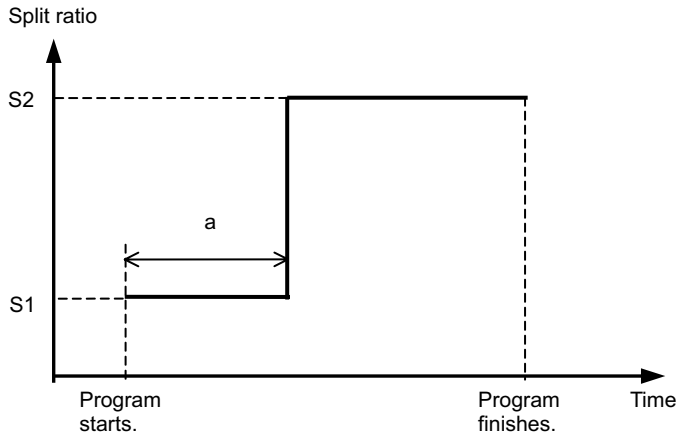 Split ratio
S2
a
S1
Program
starts.
Program
finishes.
Time